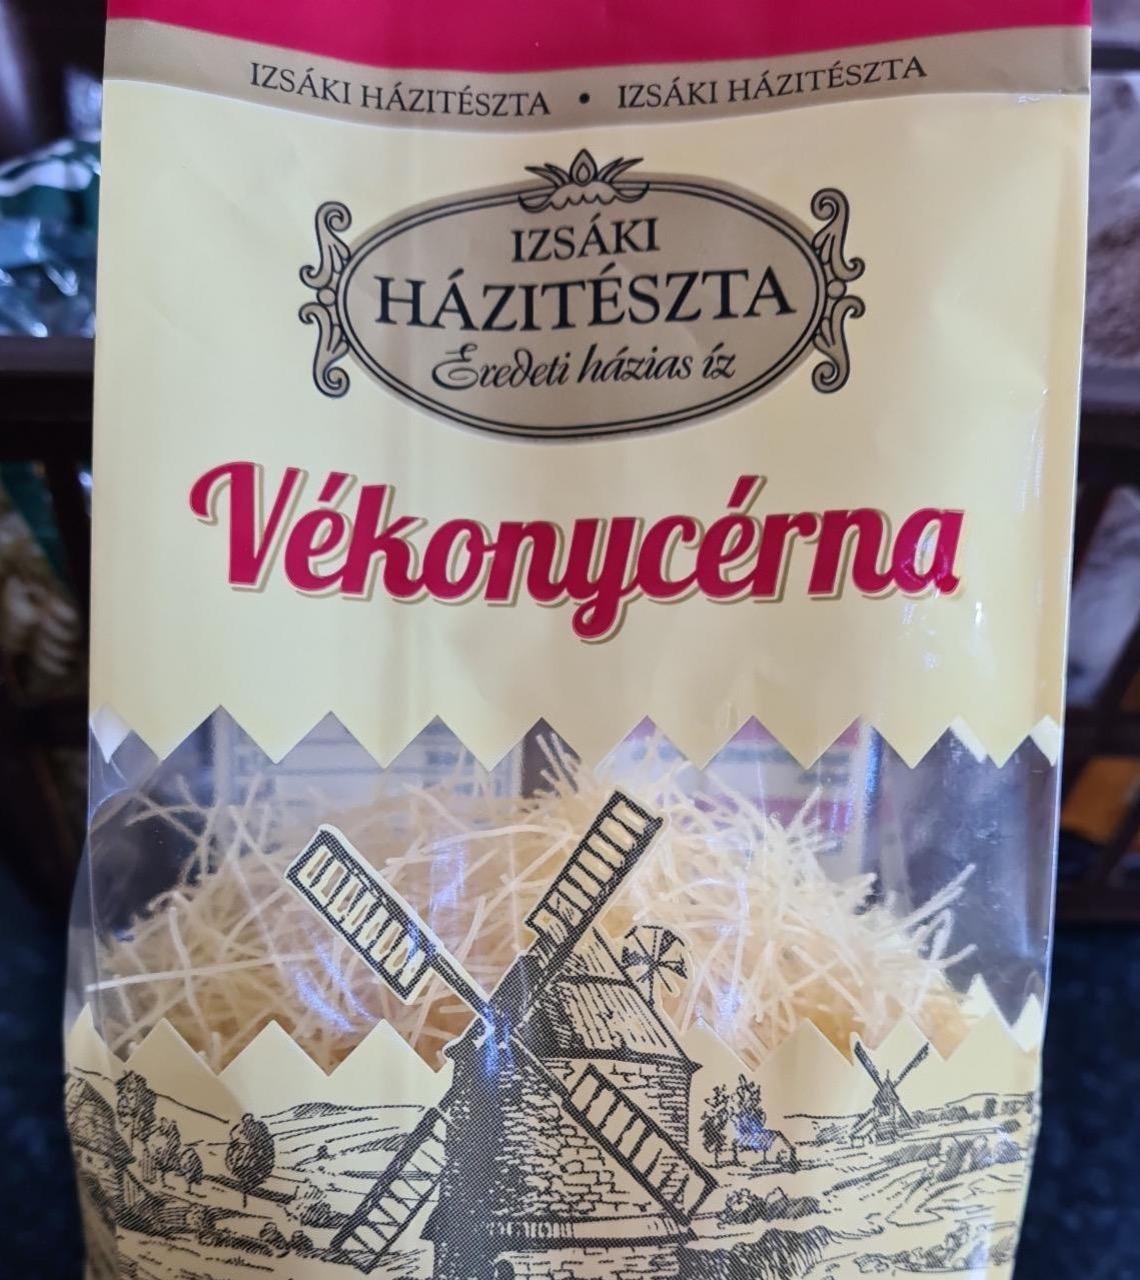 IZSÁKI HÁZITÉSZTA • IZSÁKI HÁZITÉSZTA
IZSÁKI
HÁZITÉSZTA
Eredeti házias íz
Vékonycérna